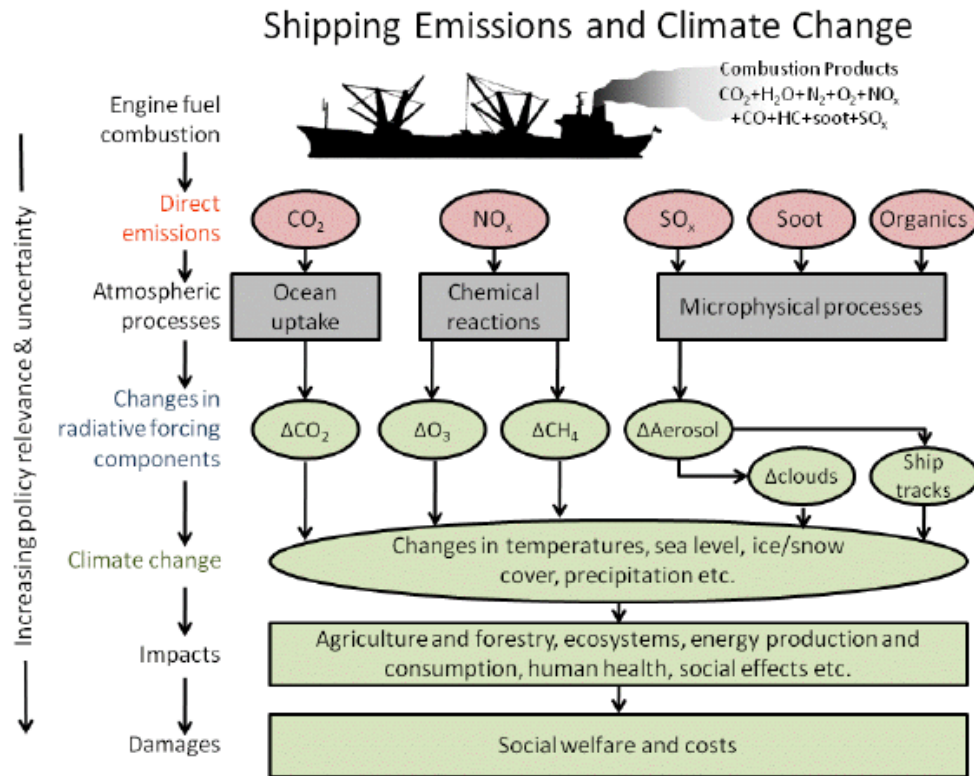 Shipping Emissions and Climate Change
Combustion Products
CO₂+H₂O+N₂+O₂+NOₓ
+CO+HC+soot+SOₓ
Engine fuel
combustion
Increasing policy relevance & uncertainty
Direct
emissions
CO₂
NOₓ
SOₓ
Soot
Organics
Atmospheric
processes
Ocean
uptake
Chemical
reactions
Microphysical processes
Changes in
radiative forcing
components
ΔCO₂
ΔO₃
ΔCH₄
ΔAerosol
Δclouds
Ship
tracks
Climate change
Changes in temperatures, sea level, ice/snow
cover, precipitation etc.
Impacts
Agriculture and forestry, ecosystems, energy production and
consumption, human health, social effects etc.
Damages
Social welfare and costs